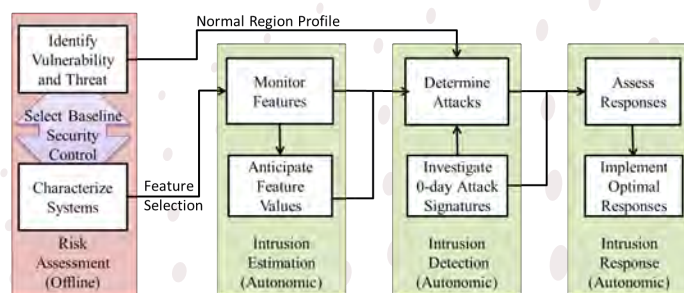 Normal Region Profile
Identify
Vulnerability
and Threat
Select Baseline
Security
Control
Characterize
Systems
Risk
Assessment
(Offline)
Feature
Selection
Monitor
Features
Anticipate
Feature
Values
Intrusion
Estimation
(Autonomic)
Determine
Attacks
Investigate
0-day Attack
Signatures
Intrusion
Detection
(Autonomic)
Assess
Responses
Implement
Optimal
Responses
Intrusion
Response
(Autonomic)